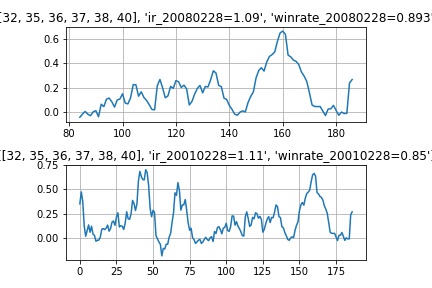 [32, 35, 36, 37, 38, 40], 'ir_20080228=1.09', 'winrate_20080228=0.893'
0.6
0.4
0.2
0.0
80 100 120 140 160 180
[[32, 35, 36, 37, 38, 40], 'ir_20010228=1.11', 'winrate_20010228=0.85']
0.75
0.50
0.25
0.00
0 25 50 75 100 125 150 175